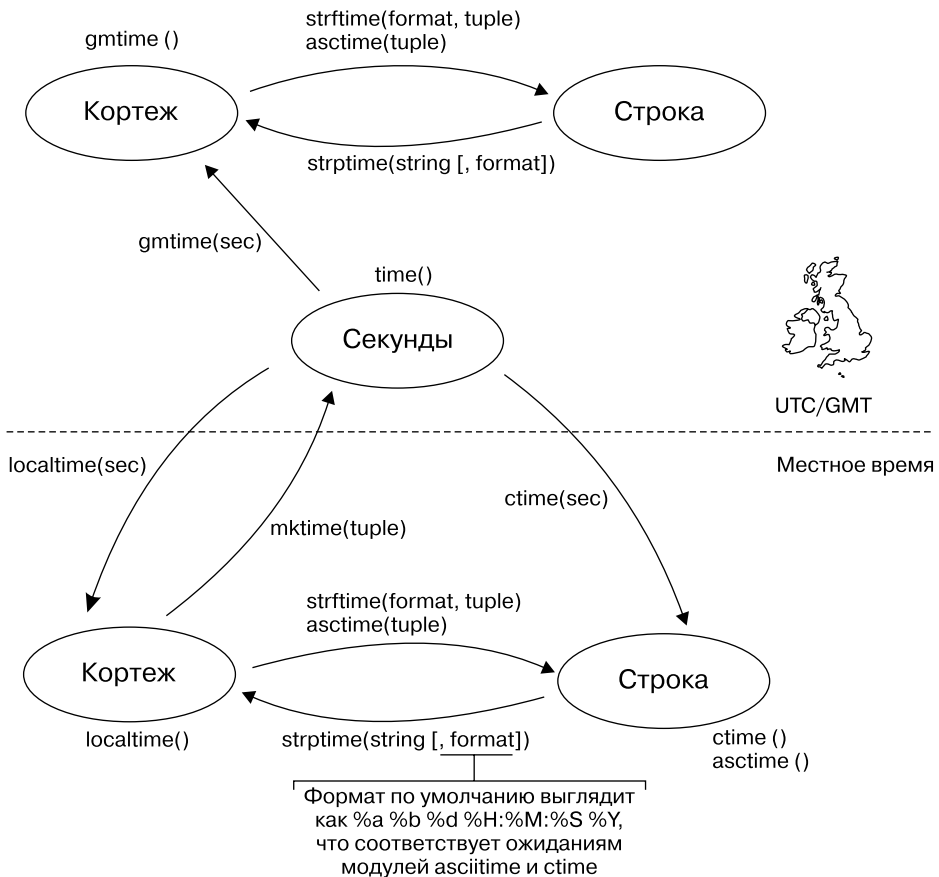 strftime(format, tuple)
asctime(tuple)
gmtime ()
Кортеж
Строка
strptime(string [, format])
gmtime(sec)
time()
Секунды
UTC/GMT
localtime(sec)
Местное время
ctime(sec)
mktime(tuple)
strftime(format, tuple)
asctime(tuple)
Кортеж
Строка
localtime()
strptime(string [, format])
ctime ()
asctime ()
Формат по умолчанию выглядит
как %a %b %d %H:%M:%S %Y,
что соответствует ожиданиям
модулей asciitime и ctime